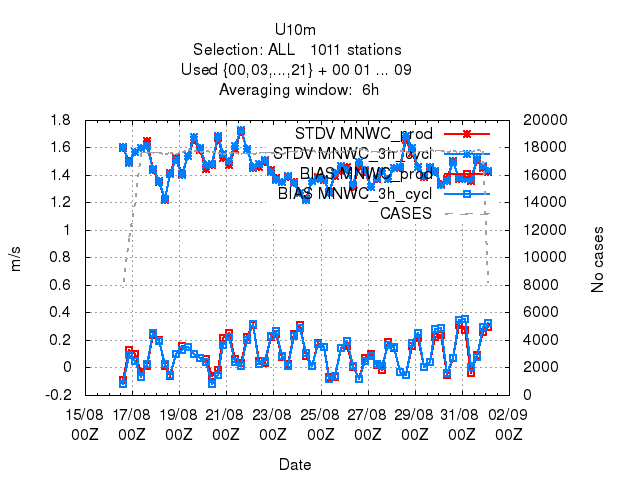 U10m
Selection: ALL   1011 stations
Used {00,03,...,21} + 00 01 ... 09
Averaging window:  6h
STDV MNWC_prod
STDV MNWC_3h_cycl
BIAS MNWC_prod
BIAS MNWC_3h_cycl
CASES
m/s
1.8
1.6
1.4
1.2
1
0.8
0.6
0.4
0.2
0
-0.2
No cases
20000
18000
16000
14000
12000
10000
8000
6000
4000
2000
0
15/08 17/08 19/08 21/08 23/08 25/08 27/08 29/08 31/08 02/09
00Z 00Z 00Z 00Z 00Z 00Z 00Z 00Z 00Z 00Z
Date